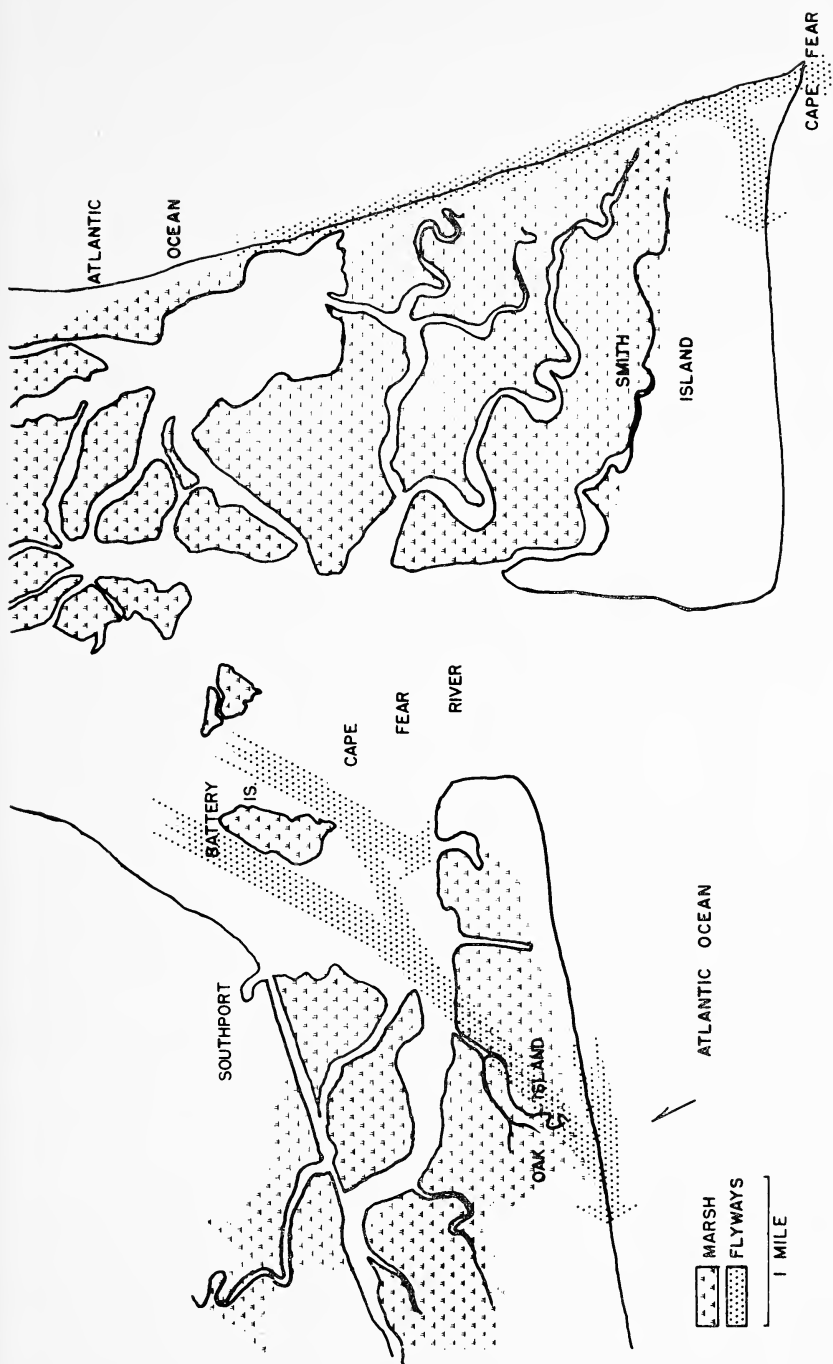 ATLANTIC
OCEAN
CAPE FEAR
SMITH
ISLAND
CAPE
FEAR
RIVER
BATTERY
IS.
SOUTHPORT
OAK ISLAND
ATLANTIC OCEAN
MARSH
FLYWAYS
1 MILE